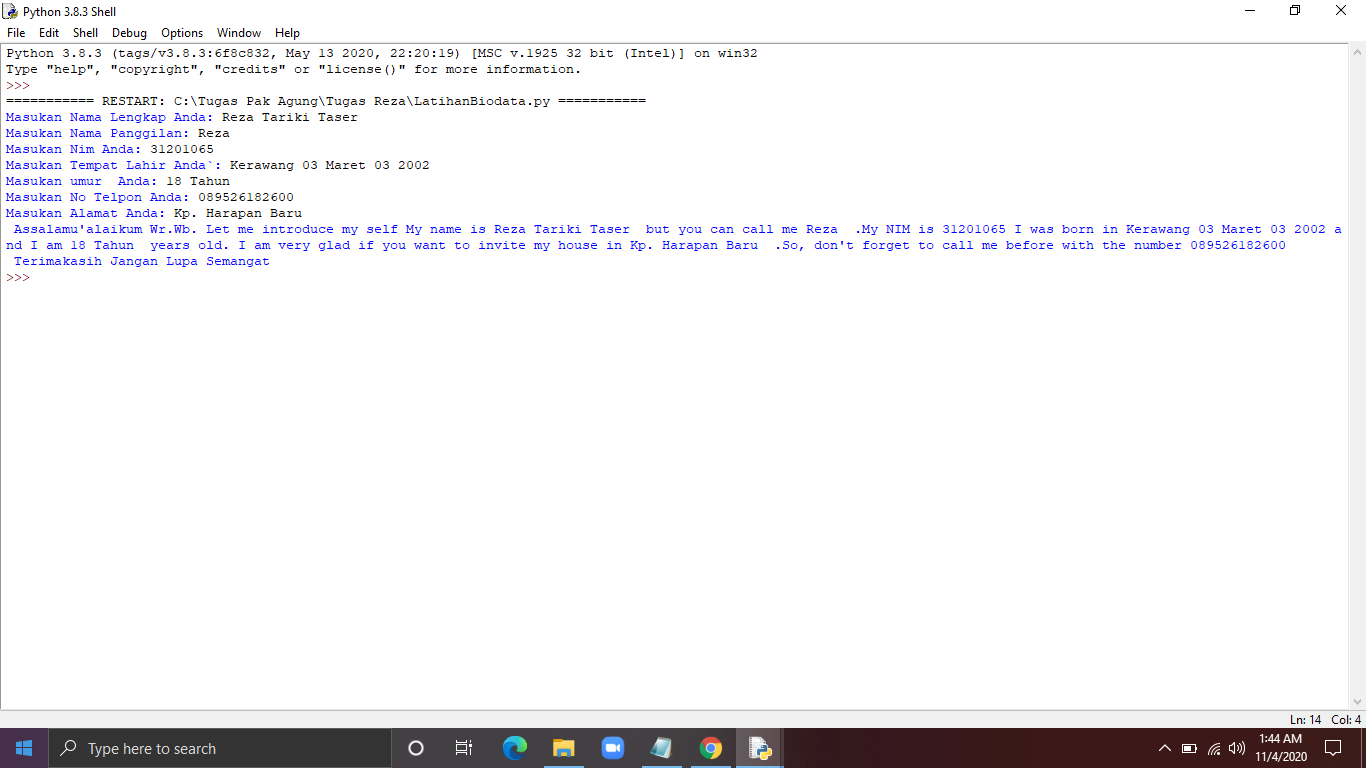 Python 3.8.3 Shell
File Edit Shell Debug Options Window Help
Python 3.8.3 (tags/v3.8.3:6f8c832, May 13 2020, 22:20:19) [MSC v.1925 32 bit (Intel)] on win32
Type "help", "copyright", "credits" or "license()" for more information.
>>>
=========== RESTART: C:\Tugas Pak Agung\Tugas Reza\LatihanBiodata.py ===========
Masukan Nama Lengkap Anda: Reza Tariki Taser
Masukan Nama Panggilan: Reza
Masukan Nim Anda: 31201065
Masukan Tempat Lahir Anda`: Kerawang 03 Maret 03 2002
Masukan umur  Anda: 18 Tahun
Masukan No Telpon Anda: 089526182600
Masukan Alamat Anda: Kp. Harapan Baru
 Assalamu'alaikum Wr.Wb. Let me introduce my self My name is Reza Tariki Taser  but you can call me Reza  .My NIM is 31201065 I was born in Kerawang 03 Maret 03 2002 a
nd I am 18 Tahun  years old. I am very glad if you want to invite my house in Kp. Harapan Baru  .So, don't forget to call me before with the number 089526182600
 Terimakasih Jangan Lupa Semangat
>>>
Ln: 14 Col: 4
Type here to search
1:44 AM
11/4/2020